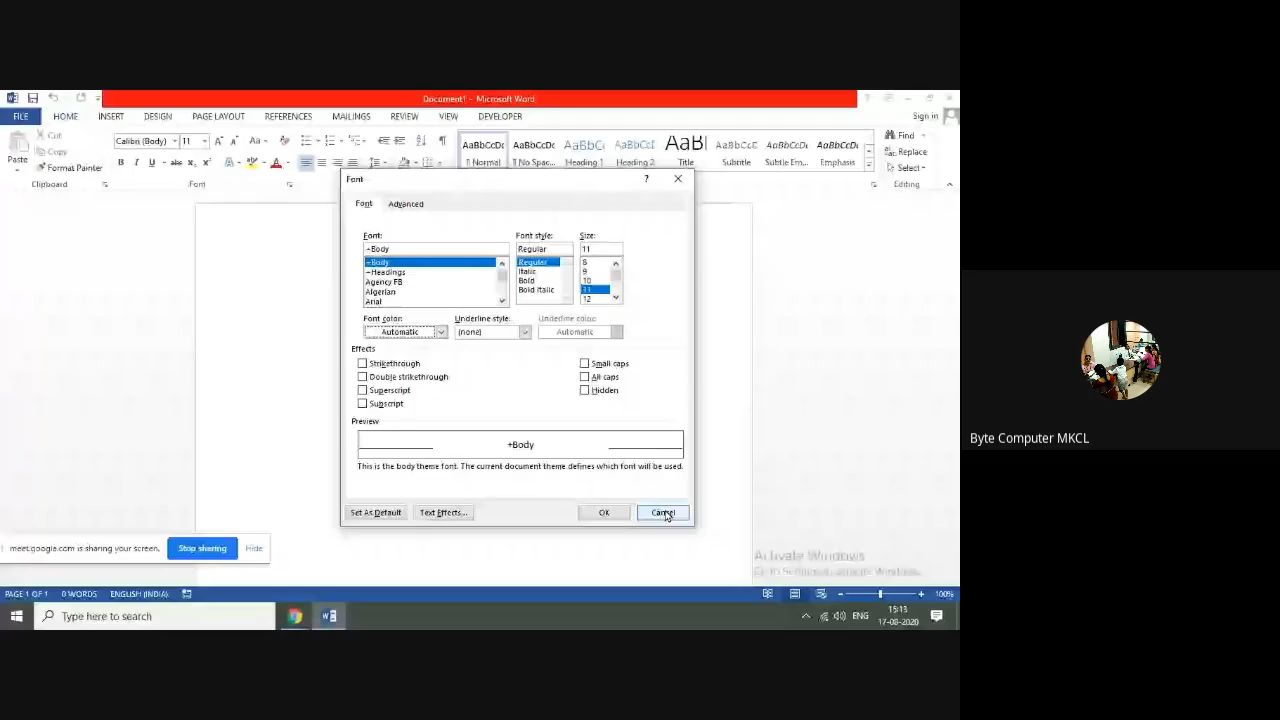 Document1 - Microsoft Word
FILE HOME INSERT DESIGN PAGE LAYOUT REFERENCES MAILINGS REVIEW VIEW DEVELOPER Sign in
Cut
Copy
Format Painter
Paste
Clipboard
Calibri (Body) 11
Font
AaBbCcDc AaBbCcDc AaBbCc AaBbCcC AaBl AaBbCcC AaBbCcDc AaBbCcDc
¶ Normal ¶ No Spac... Heading 1 Heading 2 Title Subtitle Subtle Em... Emphasis
Find
Replace
Select
Editing
Font
Font Advanced
Font: Font style: Size:
+Body Regular 11
+Body
+Headings
Agency FB
Algerian
Arial
Regular
Italic
Bold
Bold Italic
8
9
10
11
12
Font color: Underline style: Underline color:
Automatic (none) Automatic
Effects
Strikethrough
Double strikethrough
Superscript
Subscript
Small caps
All caps
Hidden
Preview
+Body
This is the body theme font. The current document theme defines which font will be used.
Set As Default Text Effects... OK Cancel
meet.google.com is sharing your screen. Stop sharing Hide
Activate Windows
Go to Settings to activate Windows.
PAGE 1 OF 1 0 WORDS ENGLISH (INDIA) 100%
Type here to search
ENG
15:13
17-08-2020
Byte Computer MKCL